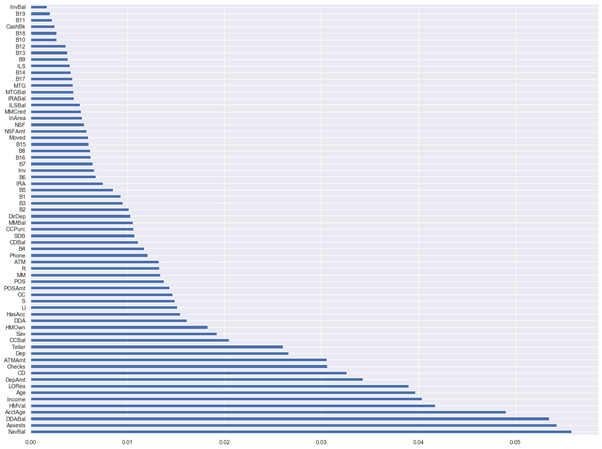 InvBal
B19
B11
CashBk
B18
B10
B12
B13
B9
ILS
B14
B17
MTG
MTGBal
IRABal
ILSBal
MMCred
InArea
NSF
NSFAmt
Moved
B15
B8
B16
B7
Inv
B6
IRA
B5
B1
B3
B2
DirDep
MMBal
CCPurc
SDB
CDBal
B4
Phone
ATM
R
MM
POS
POSAmt
CC
S
U
HasAcc
DDA
HMOwn
Sav
CCBal
Teller
Dep
ATMAmt
Checks
CD
DepAmt
LORes
Age
Income
HMVal
AcctAge
DDABal
Assests
SavBal
0.00 0.01 0.02 0.03 0.04 0.05